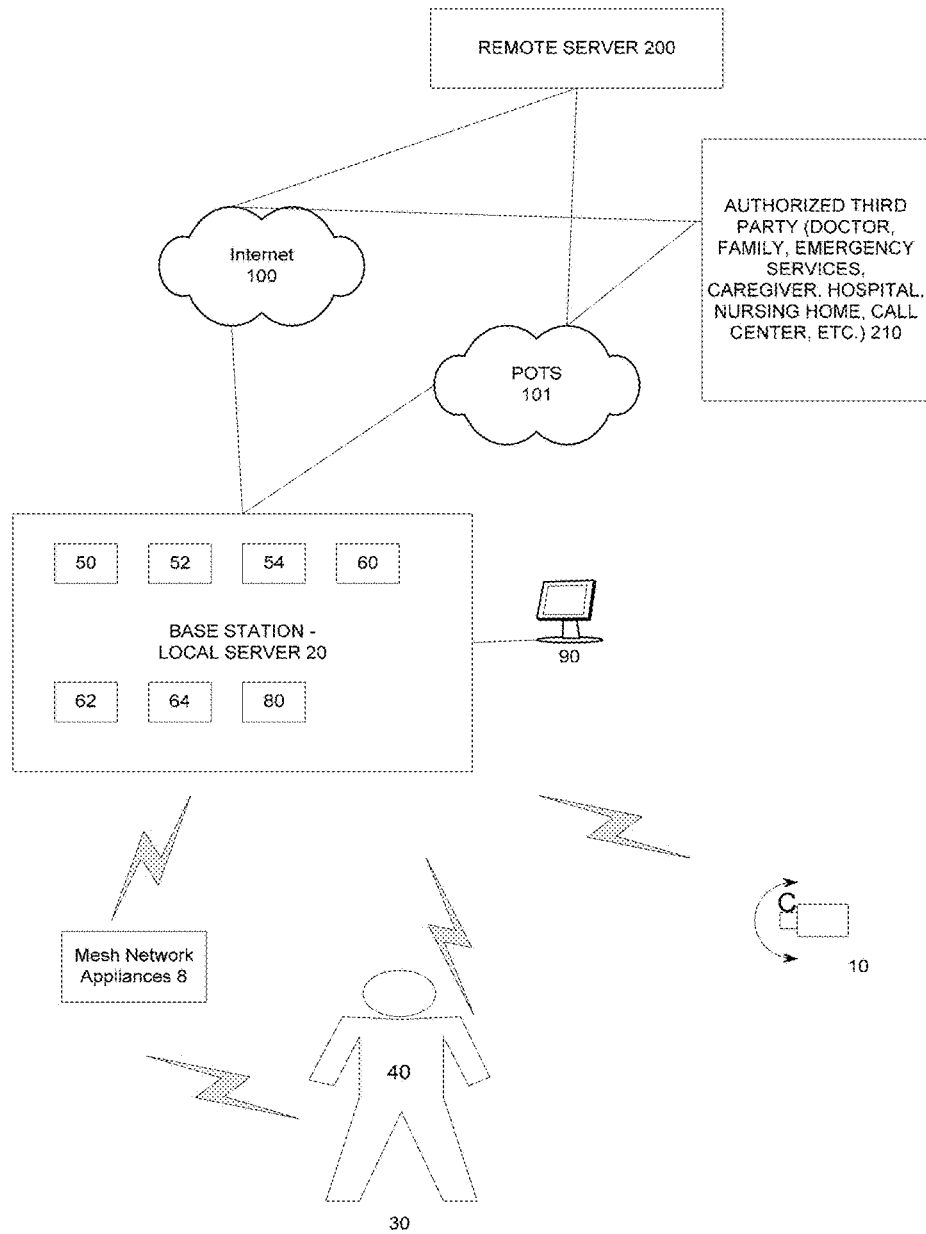 REMOTE SERVER 200
AUTHORIZED THIRD
PARTY (DOCTOR,
FAMILY, EMERGENCY
SERVICES,
CAREGIVER, HOSPITAL,
NURSING HOME, CALL
CENTER, ETC.) 210
Internet
100
POTS
101
50
52
54
60
BASE STATION -
LOCAL SERVER 20
62
64
80
90
Mesh Network
Appliances 8
C
10
40
30